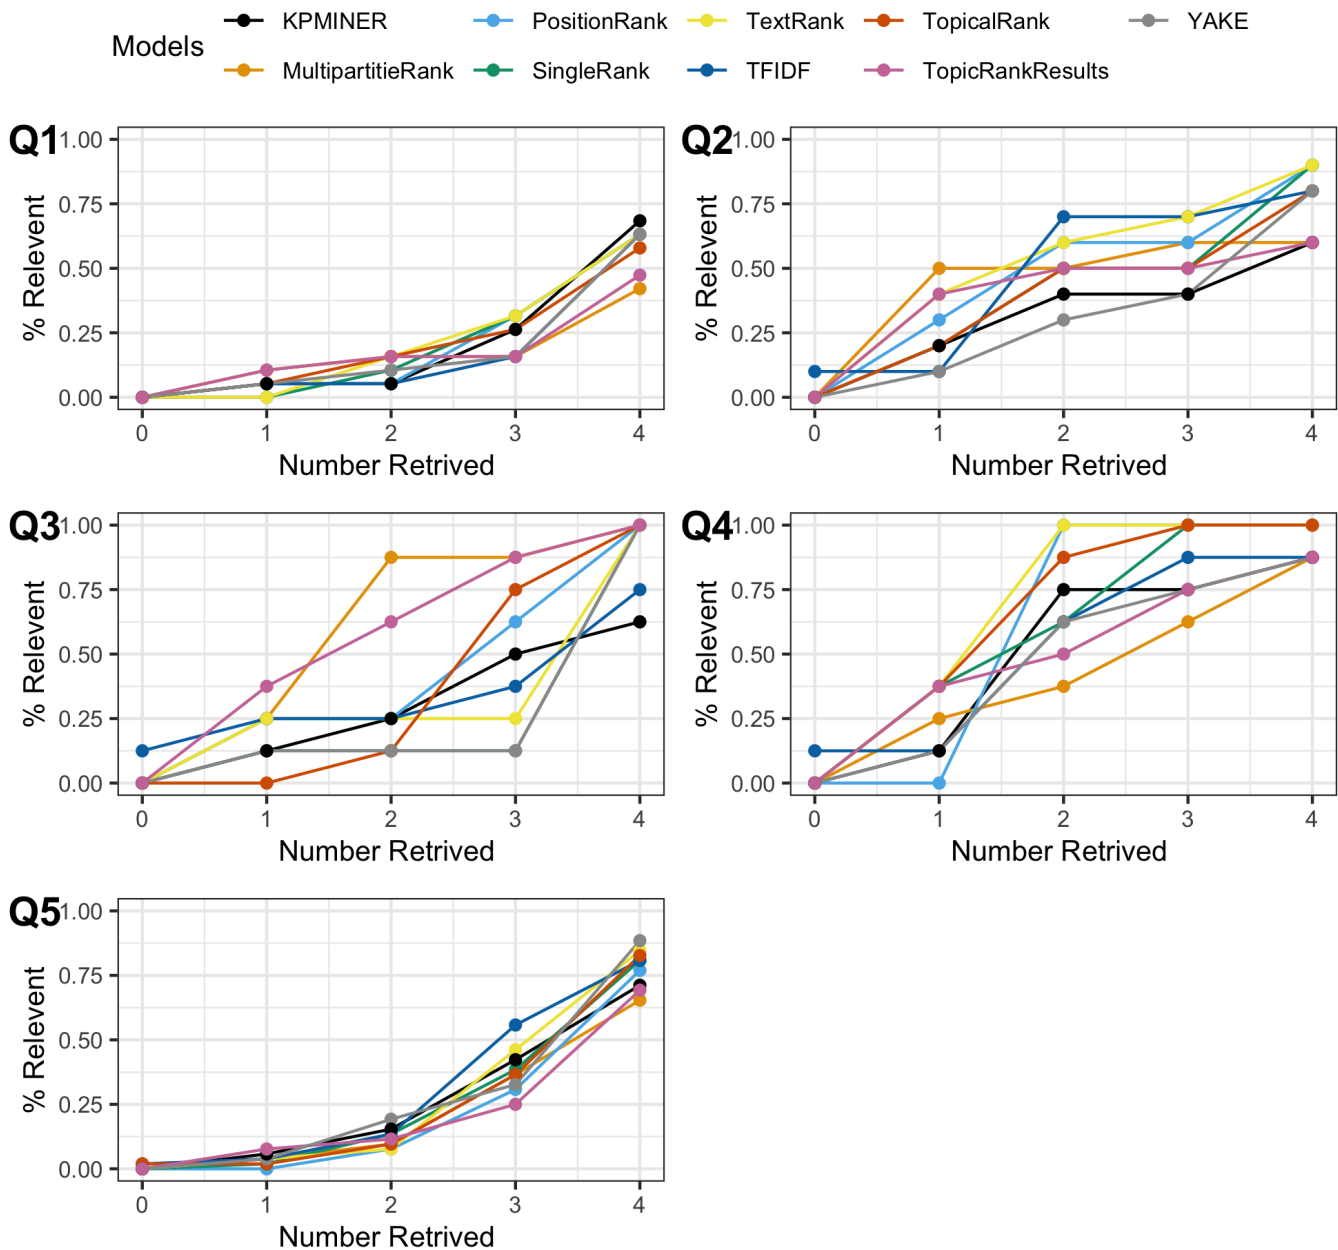 Models
KPMINER PositionRank TextRank TopicalRank YAKE
MultipartitieRank SingleRank TFIDF TopicRankResults
Q1
1.00
0.75
0.50
0.25
0.00
% Relevent
0 1 2 3 4
Number Retrived
Q2
1.00
0.75
0.50
0.25
0.00
% Relevent
0 1 2 3 4
Number Retrived
Q3
1.00
0.75
0.50
0.25
0.00
% Relevent
0 1 2 3 4
Number Retrived
Q4
1.00
0.75
0.50
0.25
0.00
% Relevent
0 1 2 3 4
Number Retrived
Q5
1.00
0.75
0.50
0.25
0.00
% Relevent
0 1 2 3 4
Number Retrived